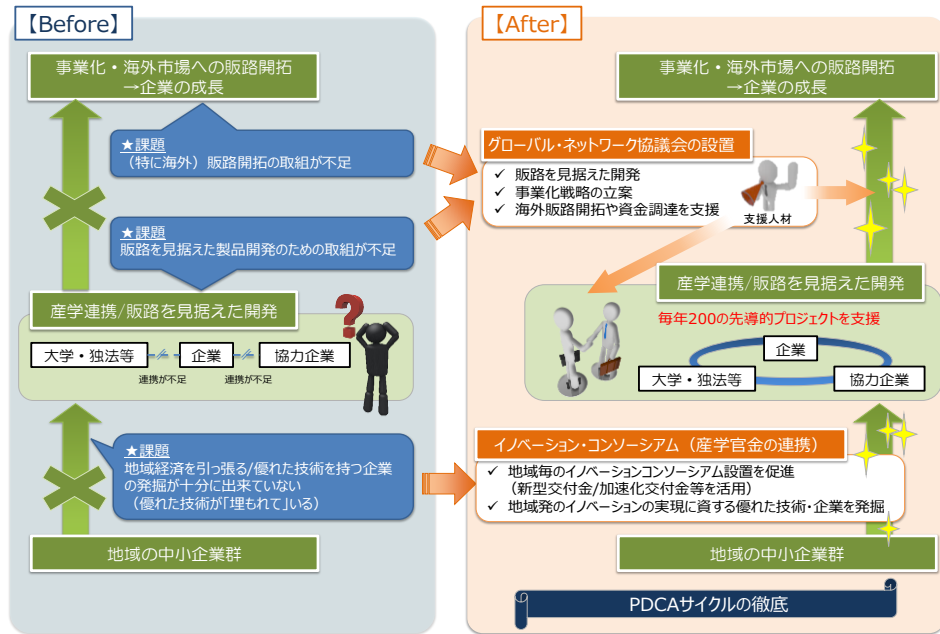 【Before】
事業化・海外市場への販路開拓
→企業の成長
★課題
（特に海外）販路開拓の取組が不足
★課題
販路を見据えた製品開発のための取組が不足
産学連携/販路を見据えた開発
大学・独法等
企業
協力企業
連携が不足
連携が不足
★課題
地域経済を引っ張る/優れた技術を持つ企業
の発掘が十分に出来ていない
（優れた技術が「埋もれて」いる）
地域の中小企業群
【After】
事業化・海外市場への販路開拓
→企業の成長
グローバル・ネットワーク協議会の設置
✓ 販路を見据えた開発
✓ 事業化戦略の立案
✓ 海外販路開拓や資金調達を支援
支援人材
産学連携/販路を見据えた開発
毎年200の先導的プロジェクトを支援
企業
大学・独法等
協力企業
イノベーション・コンソーシアム（産学官金の連携）
✓ 地域毎のイノベーションコンソーシアム設置を促進
（新型交付金/加速化交付金等を活用）
✓ 地域発のイノベーションの実現に資する優れた技術・企業を発掘
地域の中小企業群
PDCAサイクルの徹底